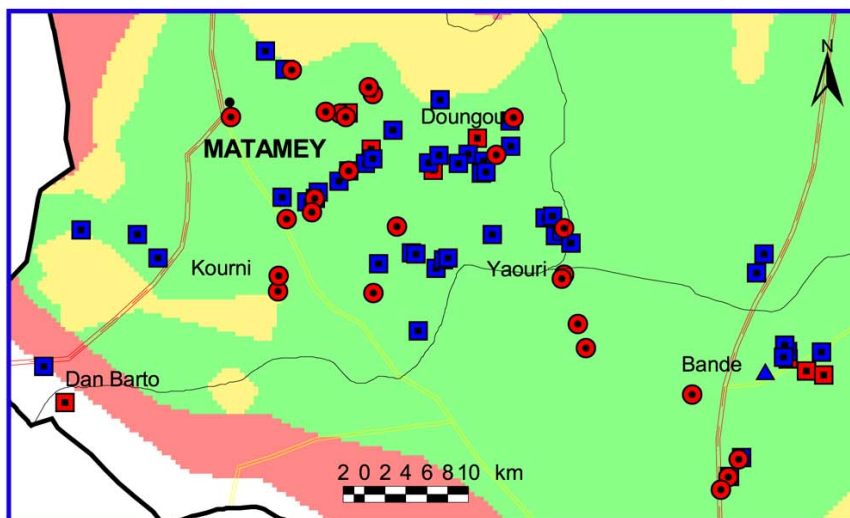 N
Doungou
MATAMEY
Kourni
Yaouri
Bande
Dan Barto
2 0 2 4 6 8 10 km